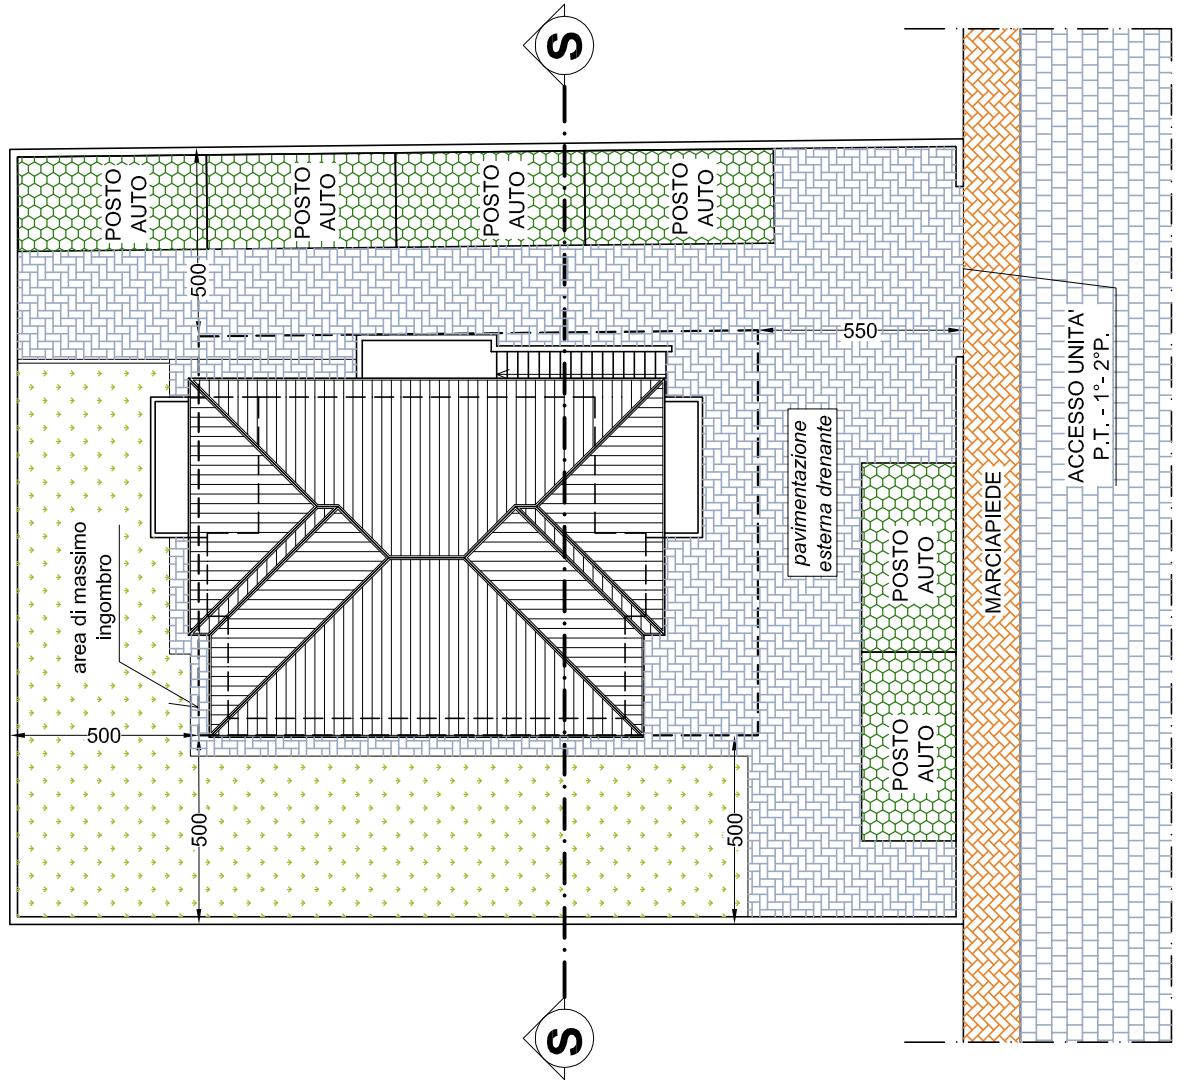 S
POSTO
AUTO
POSTO
AUTO
POSTO
AUTO
POSTO
AUTO
500
550
ACCESSO UNITA'
P.T. - 1°- 2°P.
pavimentazione
esterna drenante
MARCIAPIEDE
area di massimo
ingombro
POSTO
AUTO
POSTO
AUTO
500
500
500
S